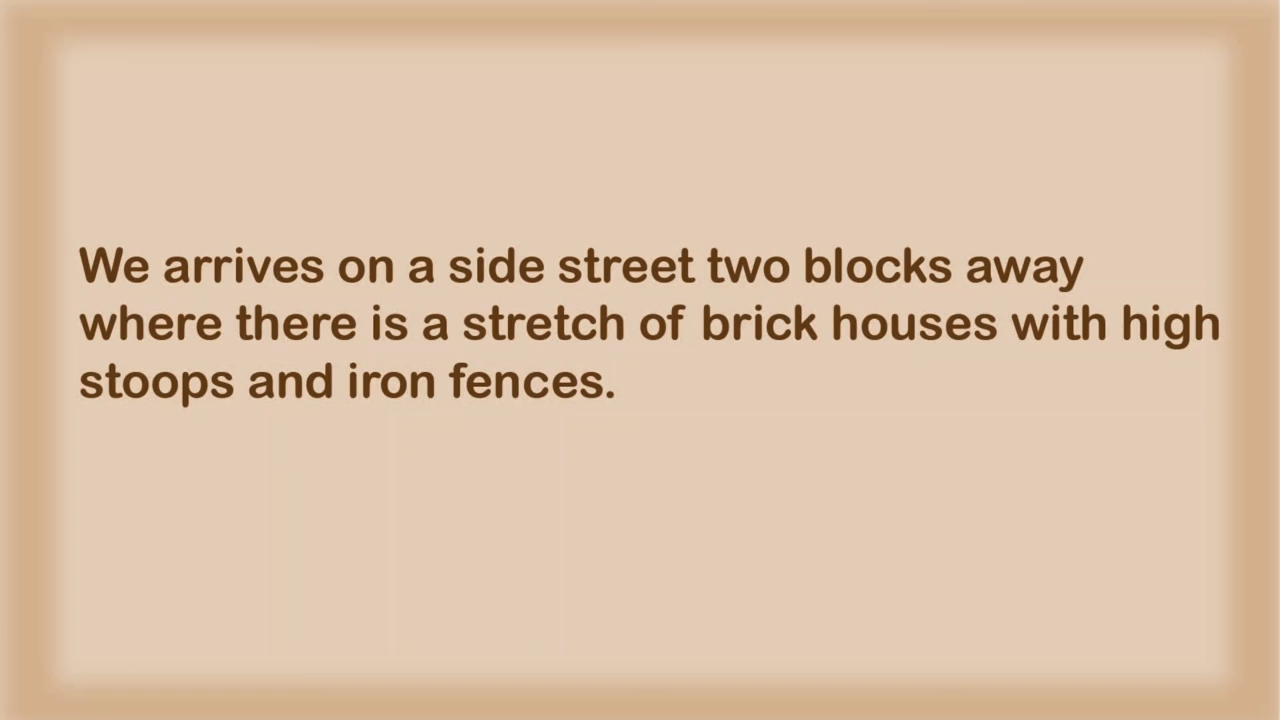 We arrives on a side street two blocks away
where there is a stretch of brick houses with high
stoops and iron fences.